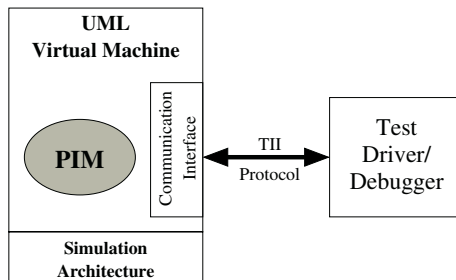 UML
Virtual Machine
PIM
Communication
Interface
TII
Protocol
Test
Driver/
Debugger
Simulation
Architecture